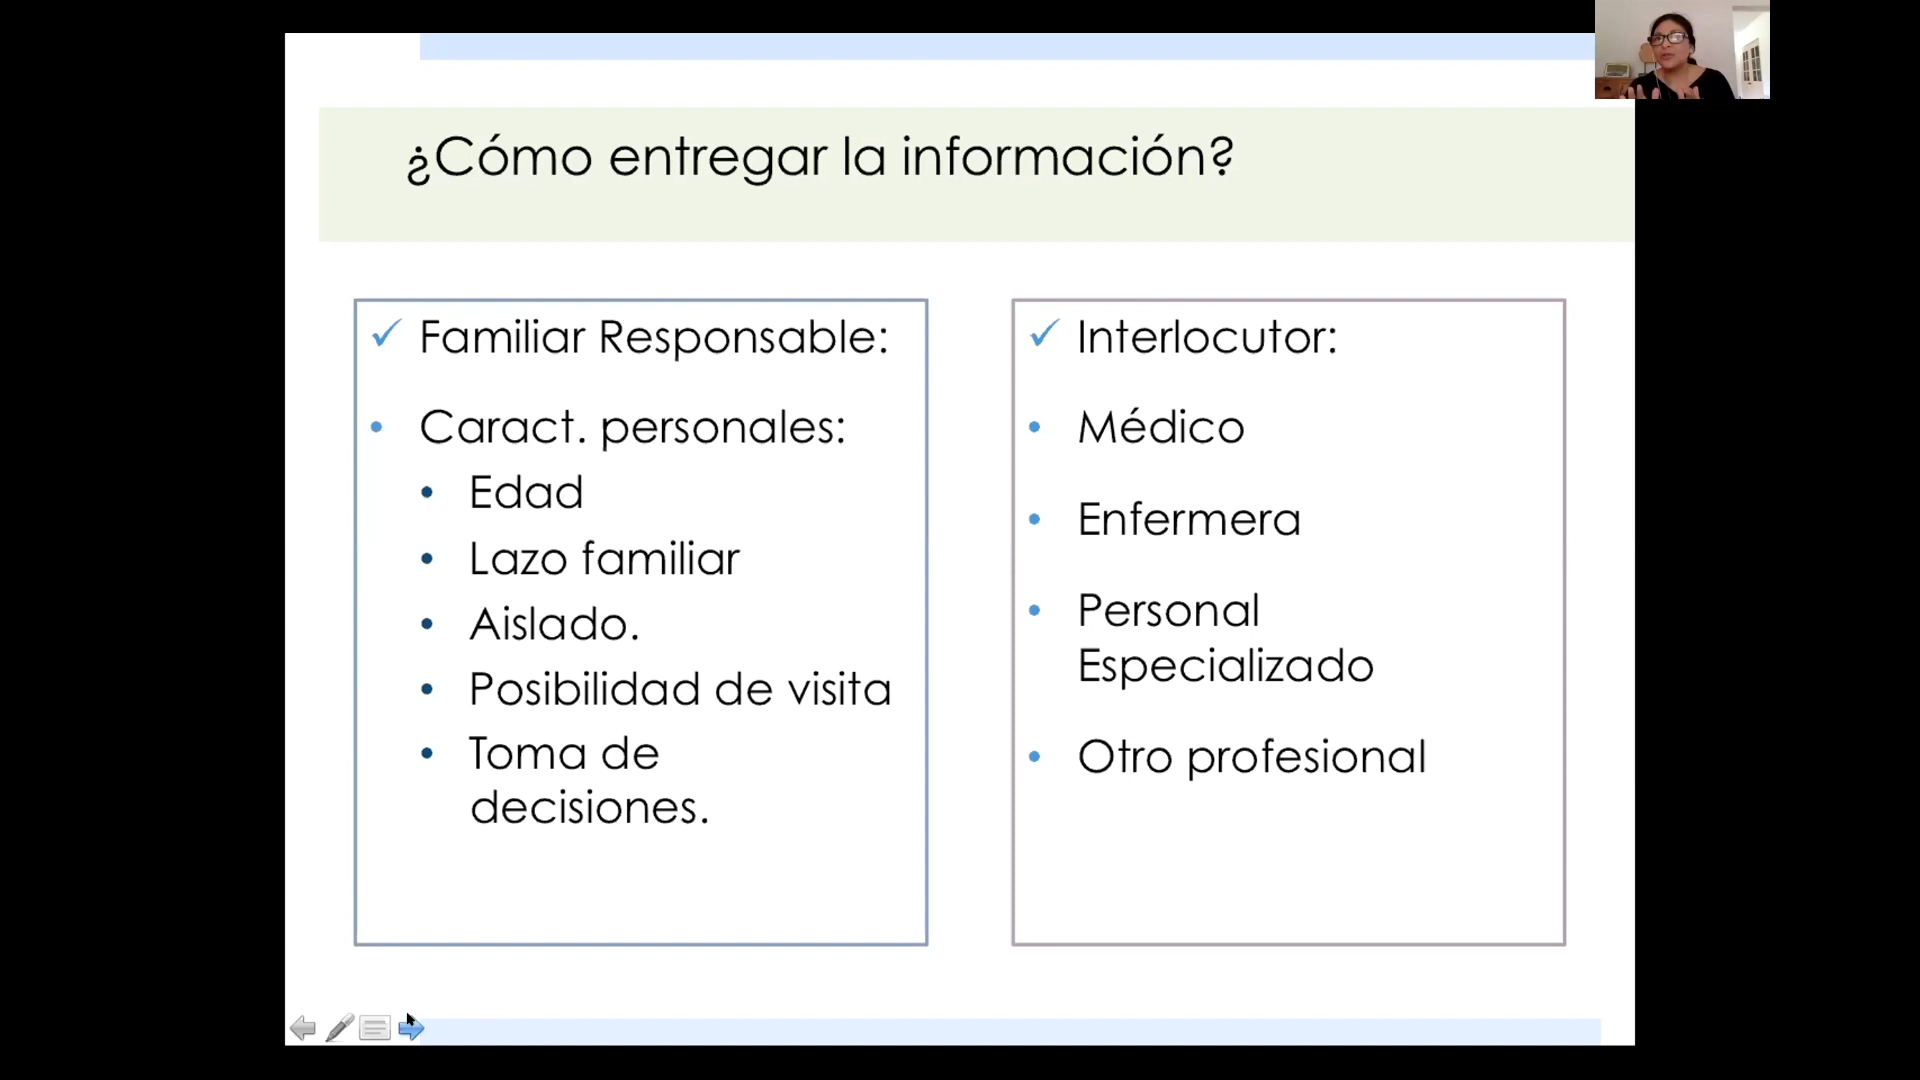 ¿Cómo entregar la información?
Familiar Responsable:
Caract. personales:
Edad
Lazo familiar
Aislado.
Posibilidad de visita
Toma de
decisiones.
Interlocutor:
Médico
Enfermera
Personal
Especializado
Otro profesional